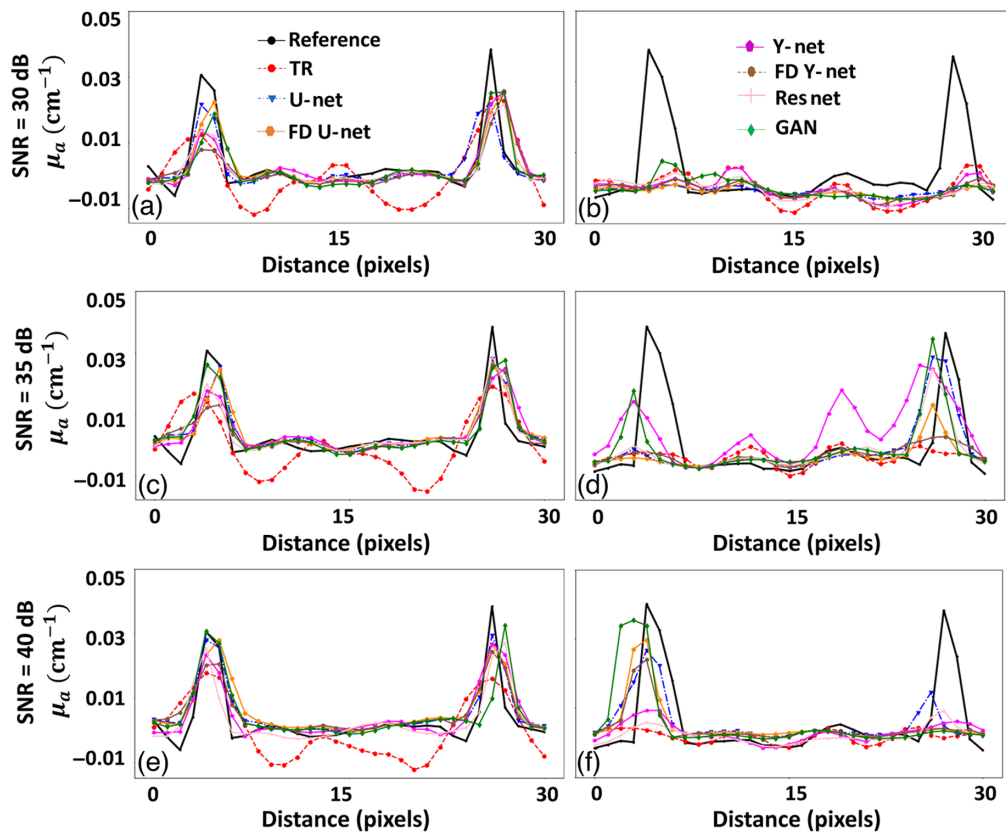 SNR = 30 dB
μa (cm−1)
0.05
0.03
0.01
−0.01
Reference
TR
U-net
FD U-net
(a)
0
15
30
Distance (pixels)
Y-net
FD Y-net
Res net
GAN
(b)
0
15
30
Distance (pixels)
SNR = 35 dB
μa (cm−1)
0.05
0.03
0.01
−0.01
(c)
0
15
30
Distance (pixels)
(d)
0
15
30
Distance (pixels)
SNR = 40 dB
μa (cm−1)
0.05
0.03
0.01
−0.01
(e)
0
15
30
Distance (pixels)
(f)
0
15
30
Distance (pixels)